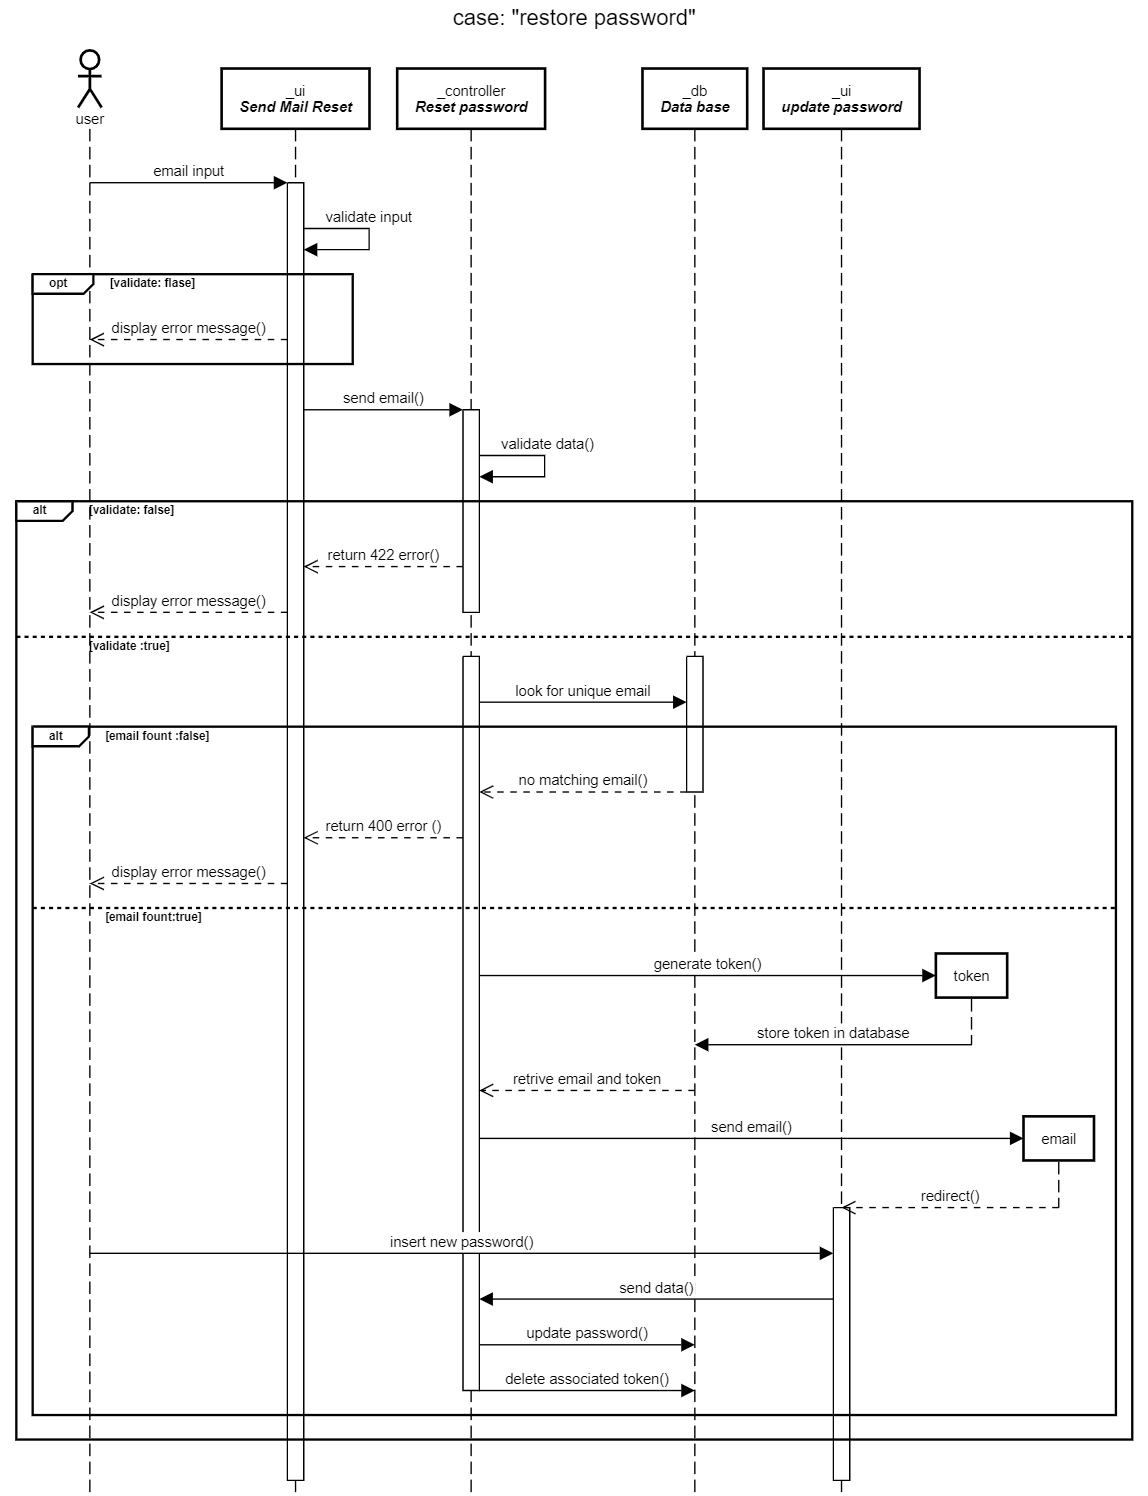 case: "restore password"
user
_ui
Send Mail Reset
_controller
Reset password
_db
Data base
_ui
update password
email input
validate input
opt
[validate: flase]
display error message()
send email()
validate data()
alt
[validate: false]
return 422 error()
display error message()
[validate :true]
look for unique email
alt
[email fount :false]
no matching email()
return 400 error ()
display error message()
[email fount:true]
generate token()
token
store token in database
retrive email and token
send email()
email
redirect()
insert new password()
send data()
update password()
delete associated token()